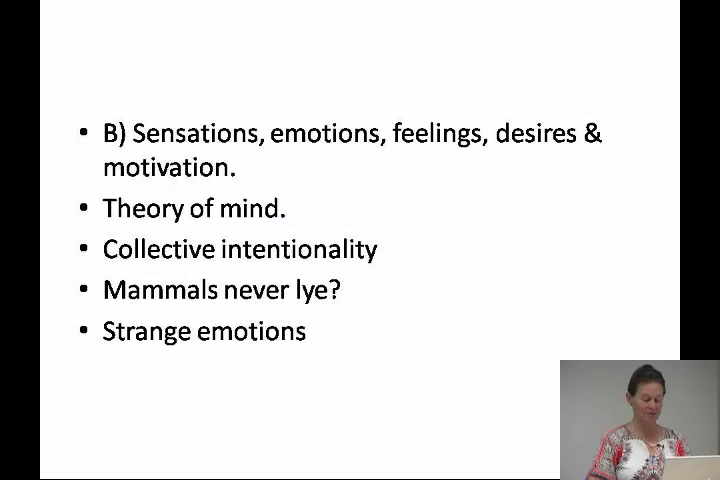 • B) Sensations, emotions, feelings, desires &
motivation.
• Theory of mind.
• Collective intentionality
• Mammals never lye?
• Strange emotions